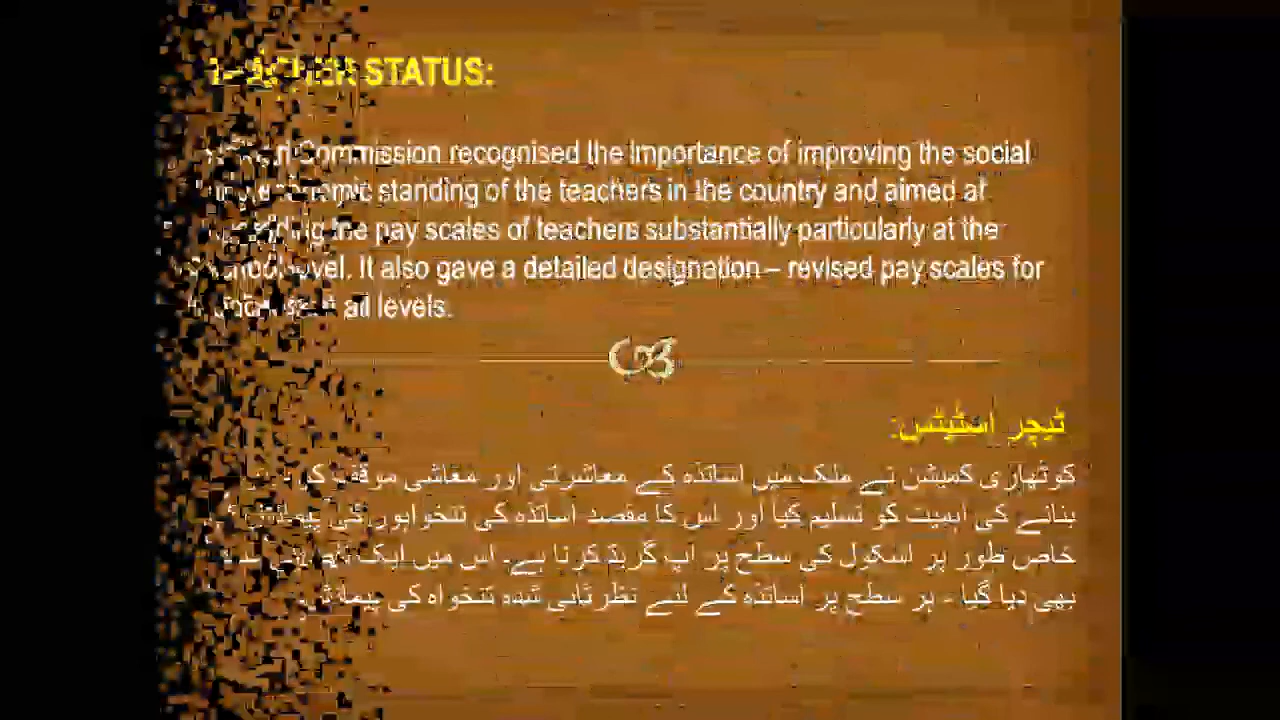 STATUS:
Commission recognised the Importance of improving the social
standing of the teachers in the country and aimed at
the pay scales of teachers substantially particularly at the
level. It also gave a detailed designation – revised pay scales for
at all levels.
ٹیچر اسٹیٹس:
کوٹھاری کمیشن نے ملک میں اساتذہ کے معاشرتی اور معاشی موقف کو
بنانے کی اہمیت کو تسلیم کیا اور اس کا مقصد اساتذہ کی تنخواہوں کی
خاص طور پر اسکول کی سطح پر اپ گریڈ کرنا ہے۔ اس میں ایک
بھی دیا گیا - ہر سطح پر اساتذہ کے لئے نظر ثانی شدہ تنخواہ کی